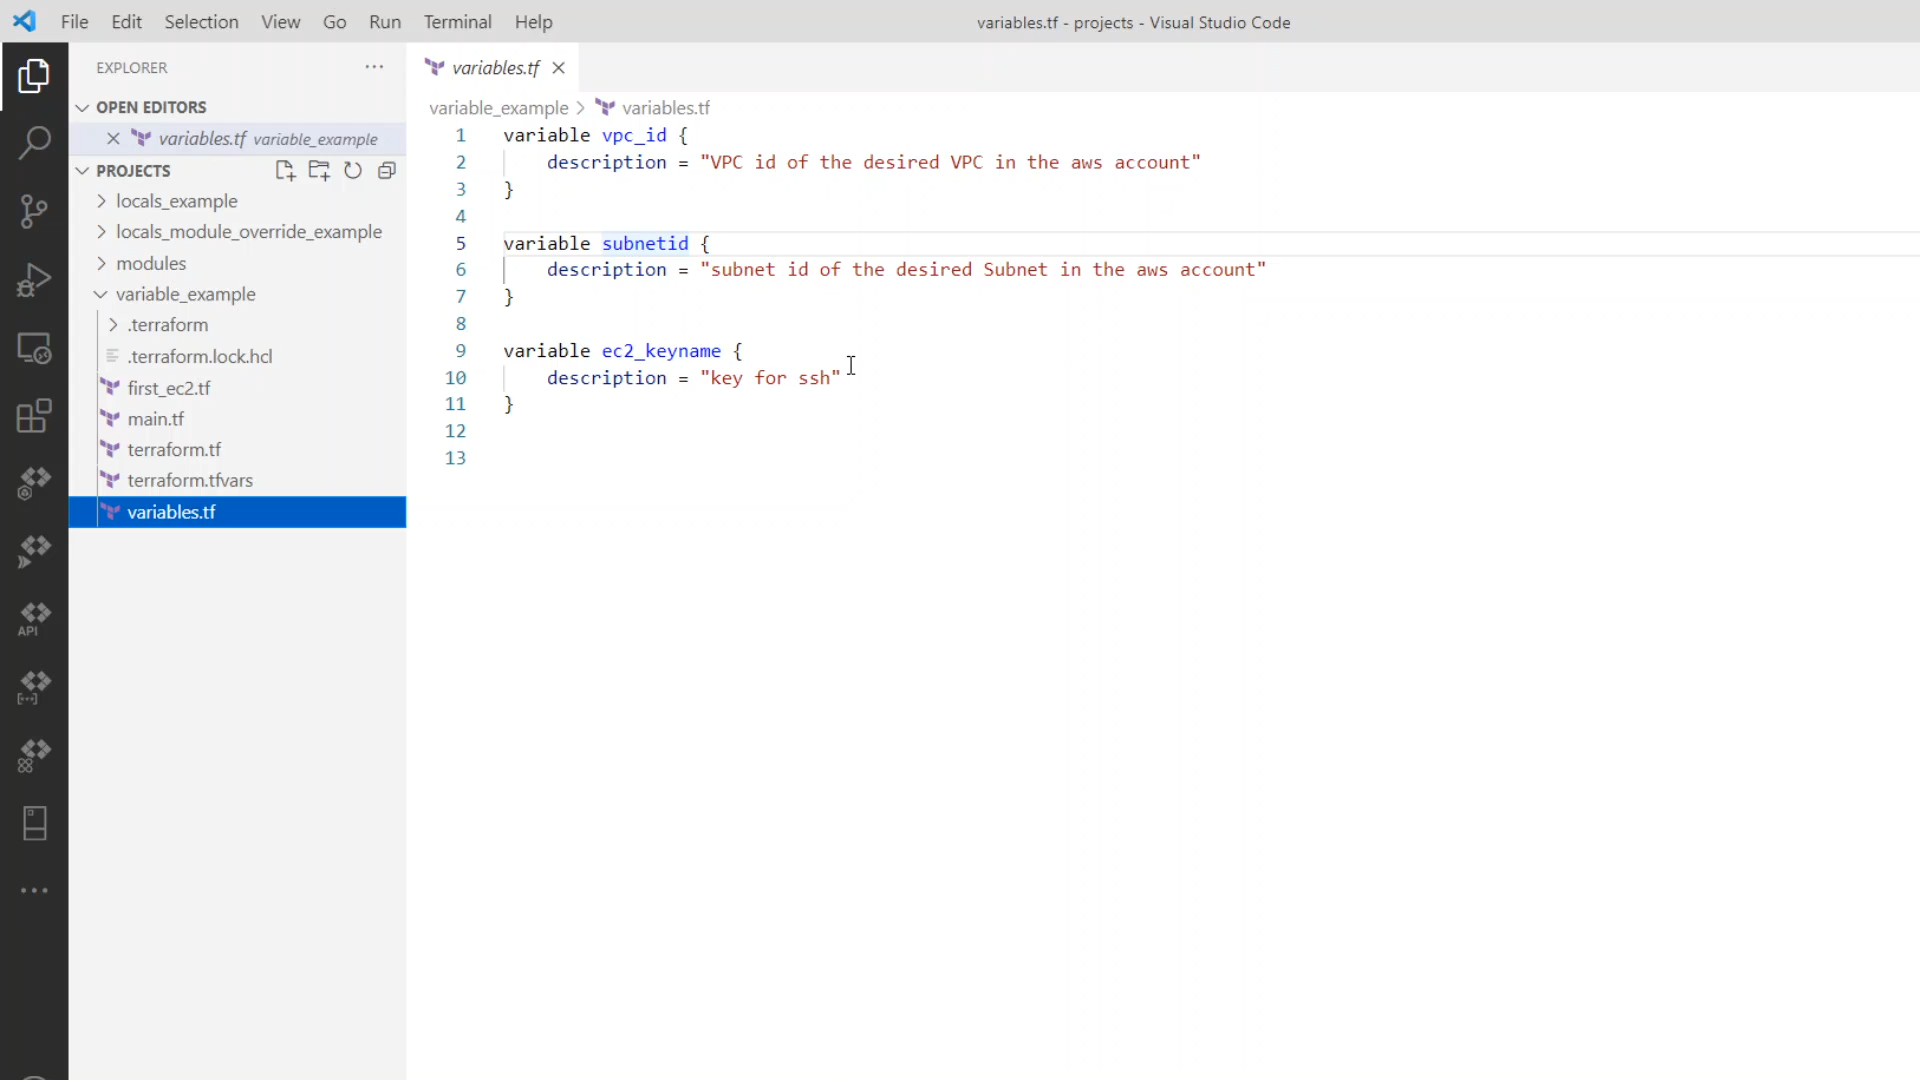 File Edit Selection View Go Run Terminal Help variables.tf - projects - Visual Studio Code
EXPLORER ···
OPEN EDITORS
variables.tf variable_example
PROJECTS
locals_example
locals_module_override_example
modules
variable_example
.terraform
.terraform.lock.hcl
first_ec2.tf
main.tf
terraform.tf
terraform.tfvars
variables.tf
API
variables.tf
variable_example > variables.tf
1 variable vpc_id {
2 description = "VPC id of the desired VPC in the aws account"
3 }
4
5 variable subnetid {
6 description = "subnet id of the desired Subnet in the aws account"
7 }
8
9 variable ec2_keyname {
10 description = "key for ssh"
11 }
12
13